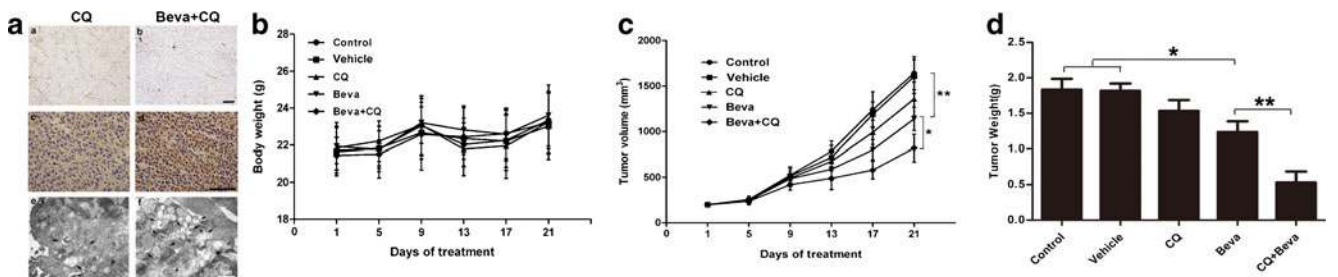 a
CQ
Beva+CQ
a
b
c
d
e
f
b
Body weight (g)
26
24
22
20
18
Control
Vehicle
CQ
Beva
Beva+CQ
0 1 5 9 13 17 21
Days of treatment
c
Tumor volume (mm³)
2000
1500
1000
500
0
Control
Vehicle
CQ
Beva
Beva+CQ
**
*
0 1 5 9 13 17 21
Days of treatment
d
Tumor Weight(g)
2.5
2.0
1.5
1.0
0.5
0.0
*
**
Control
Vehicle
CQ
Beva
CQ+Beva